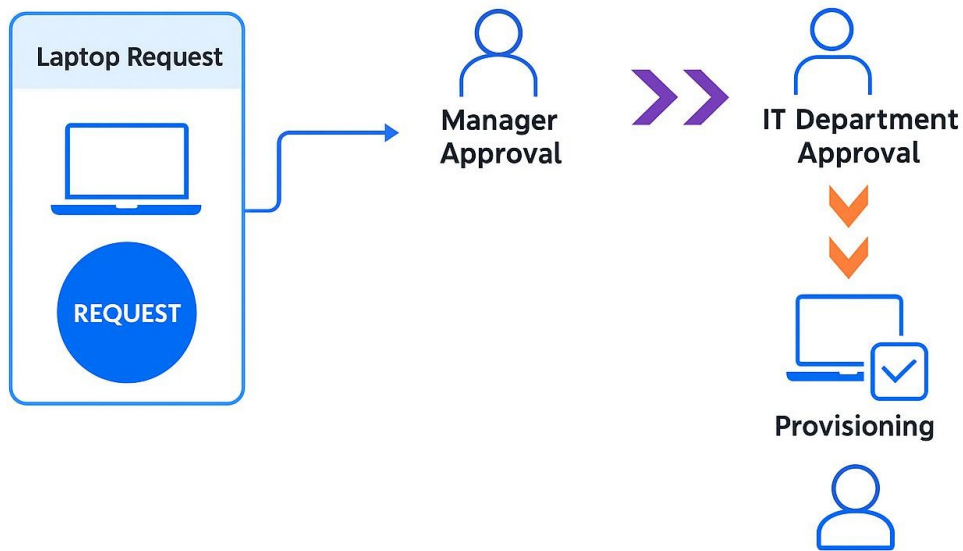 Laptop Request
REQUEST
Manager
Approval
IT Department
Approval
Provisioning